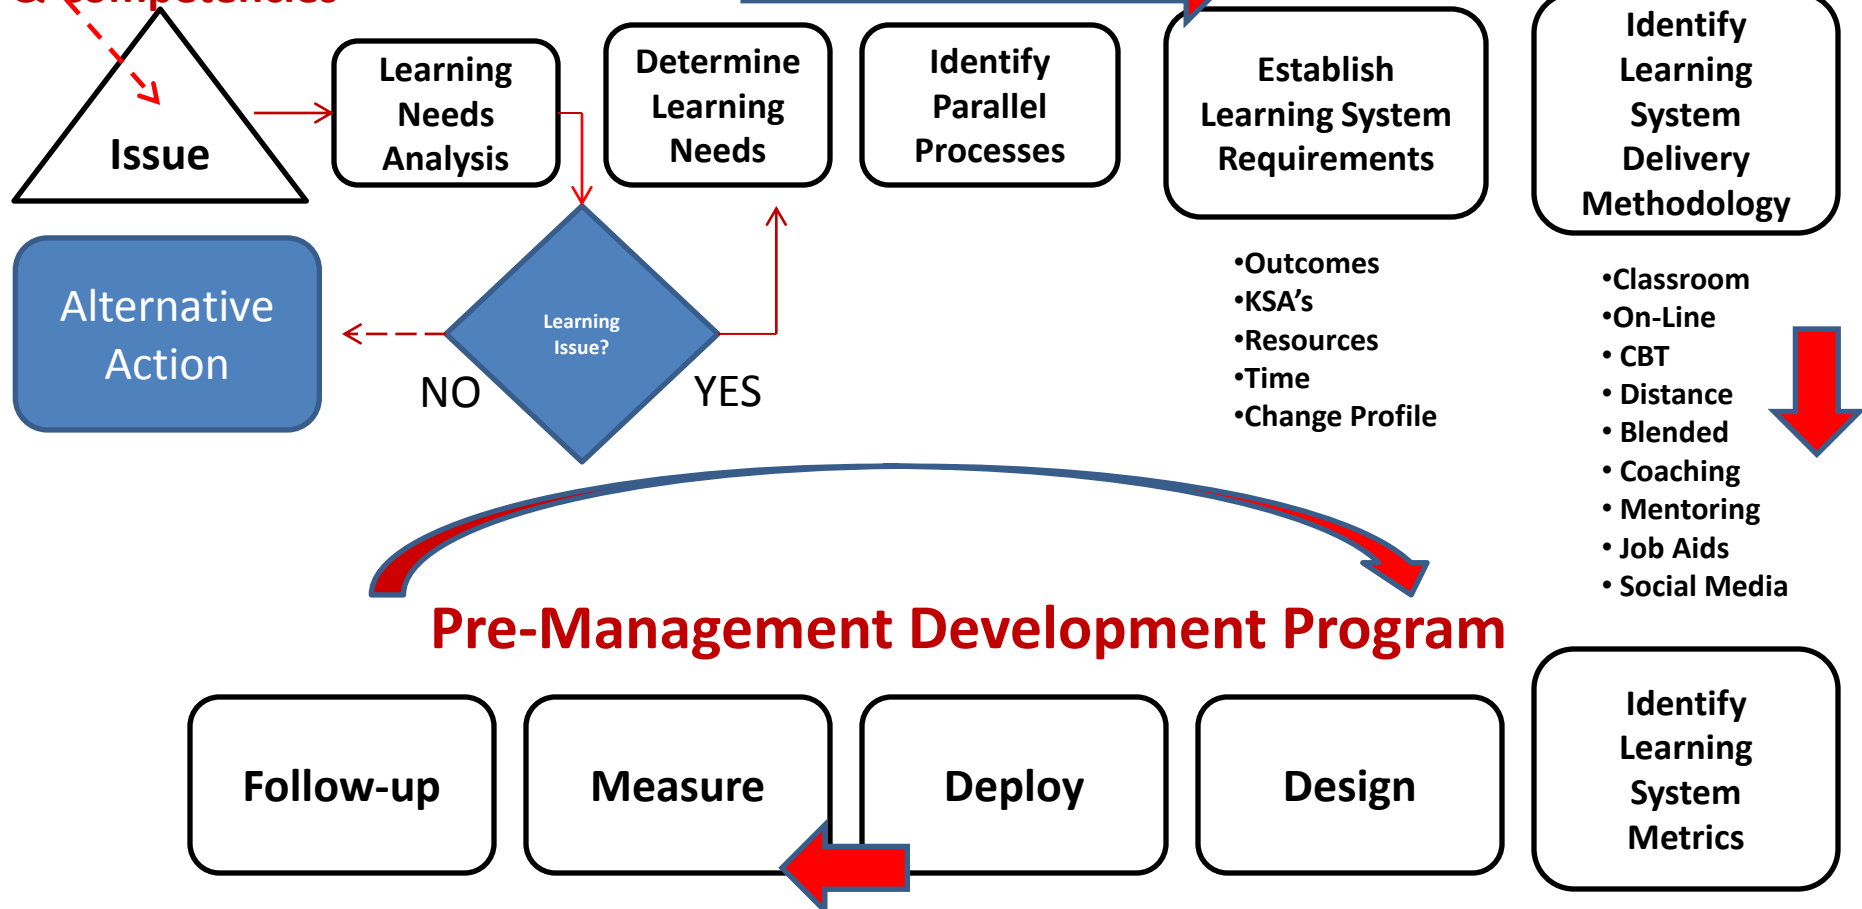 & Competencies
Issue
Learning
Needs
Analysis
Determine
Learning
Needs
Identify
Parallel
Processes
Establish
Learning System
Requirements
Identify
Learning
System
Delivery
Methodology
Alternative
Action
Learning
Issue?
NO
YES
•Outcomes
•KSA's
•Resources
•Time
•Change Profile
•Classroom
•On-Line
• CBT
• Distance
• Blended
• Coaching
• Mentoring
• Job Aids
• Social Media
Pre-Management Development Program
Follow-up
Measure
Deploy
Design
Identify
Learning
System
Metrics